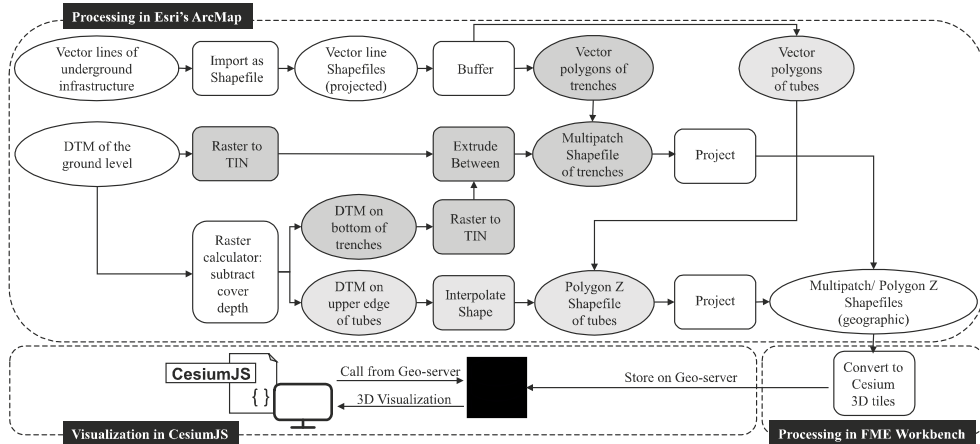 Processing in Esri's ArcMap
Vector lines of
underground
infrastructure
Import as
Shapefile
Vector line
Shapefiles
(projected)
Buffer
Vector
polygons of
trenches
Vector
polygons
of tubes
DTM of the
ground level
Raster to
TIN
Extrude
Between
Multipatch
Shapefile
of trenches
Project
Raster
calculator:
subtract
cover
depth
DTM on
bottom of
trenches
Raster to
TIN
DTM on
upper edge
of tubes
Interpolate
Shape
Polygon Z
Shapefile
of tubes
Project
Multipatch/ Polygon Z
Shapefiles
(geographic)
CesiumJS
{ }
Call from Geo-server
3D Visualization
Store on Geo-server
Convert to
Cesium
3D tiles
Visualization in CesiumJS
Processing in FME Workbench